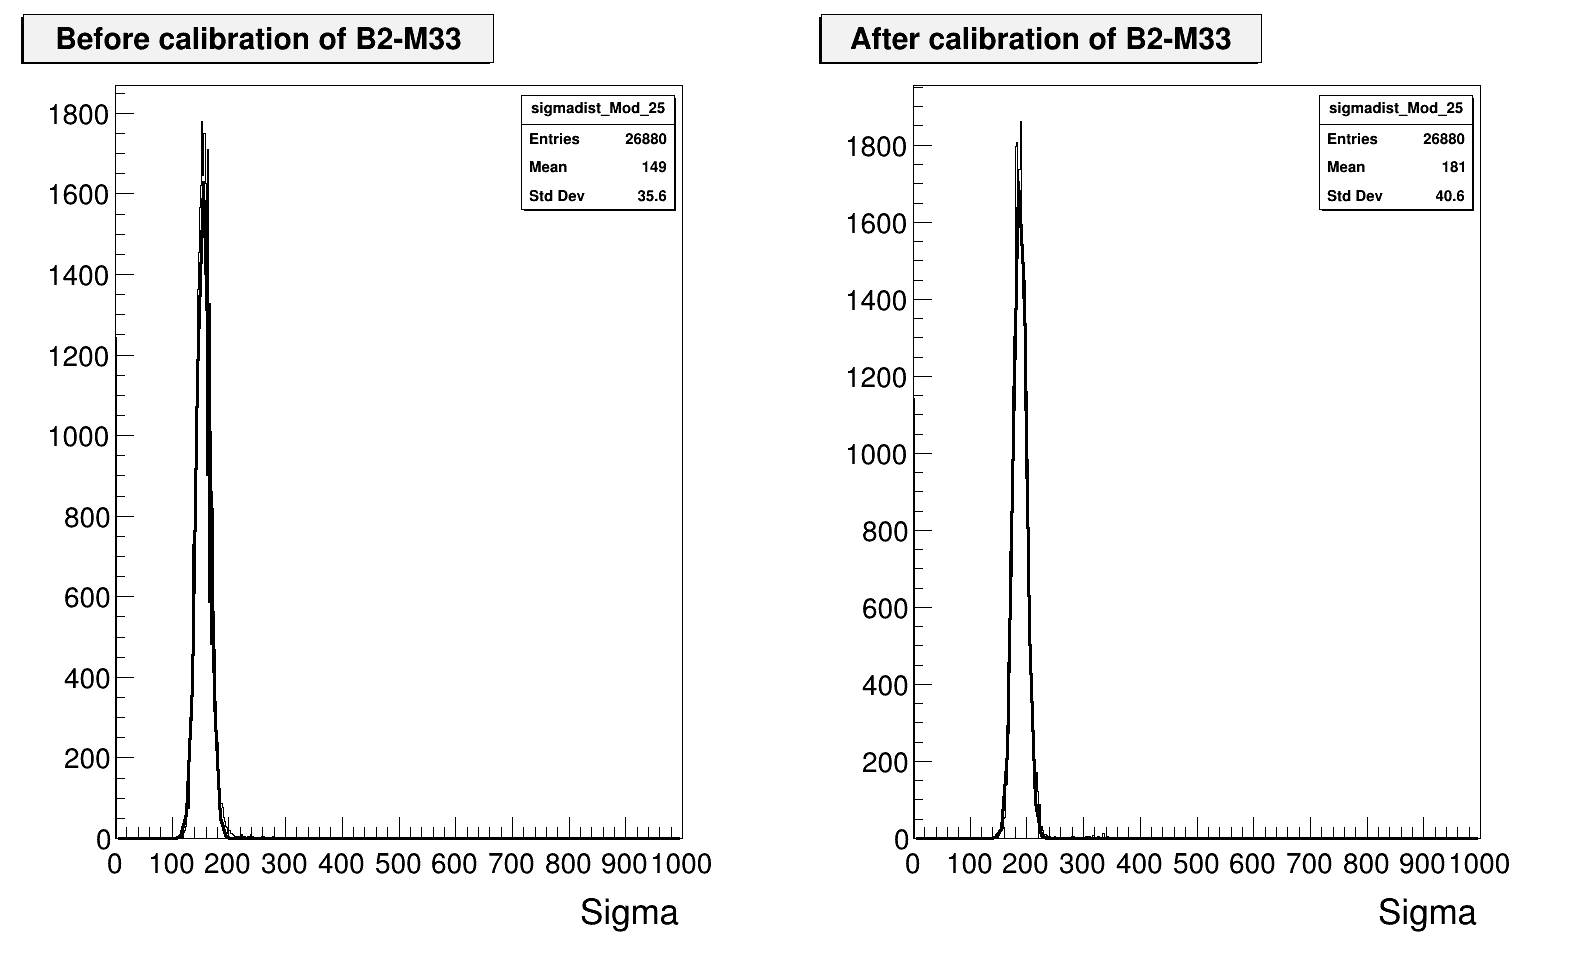 Before calibration of B2-M33
sigmadist_Mod_25
Entries 26880
Mean 149
Std Dev 35.6
1800
1600
1400
1200
1000
800
600
400
200
0
0 100 200 300 400 500 600 700 800 900 1000
Sigma
After calibration of B2-M33
sigmadist_Mod_25
Entries 26880
Mean 181
Std Dev 40.6
1800
1600
1400
1200
1000
800
600
400
200
0
0 100 200 300 400 500 600 700 800 900 1000
Sigma